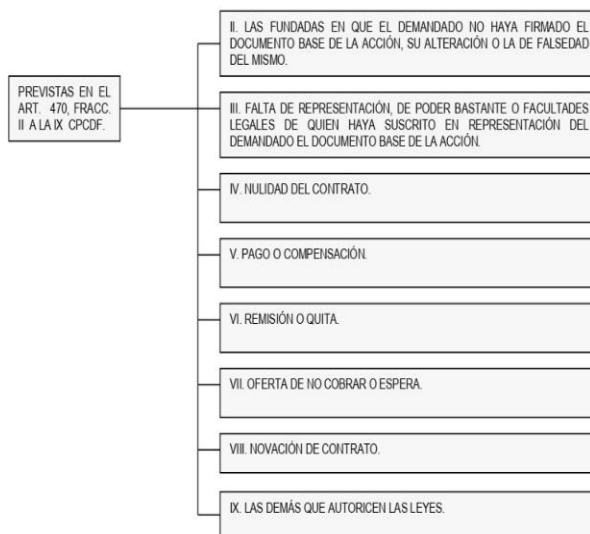 PREVISTAS EN EL
ART. 470, FRACC.
II A LA IX CPCDF.
II. LAS FUNDADAS EN QUE EL DEMANDADO NO HAYA FIRMADO EL
DOCUMENTO BASE DE LA ACCIÓN, SU ALTERACIÓN O LA DE FALSEDAD
DEL MISMO.
III. FALTA DE REPRESENTACIÓN, DE PODER BASTANTE O FACULTADES
LEGALES DE QUIEN HAYA SUSCRITO EN REPRESENTACIÓN DEL
DEMANDADO EL DOCUMENTO BASE DE LA ACCIÓN.
IV. NULIDAD DEL CONTRATO.
V. PAGO O COMPENSACIÓN.
VI. REMISIÓN O QUITA.
VII. OFERTA DE NO COBRAR O ESPERA.
VIII. NOVACIÓN DE CONTRATO.
IX. LAS DEMÁS QUE AUTORICEN LAS LEYES.